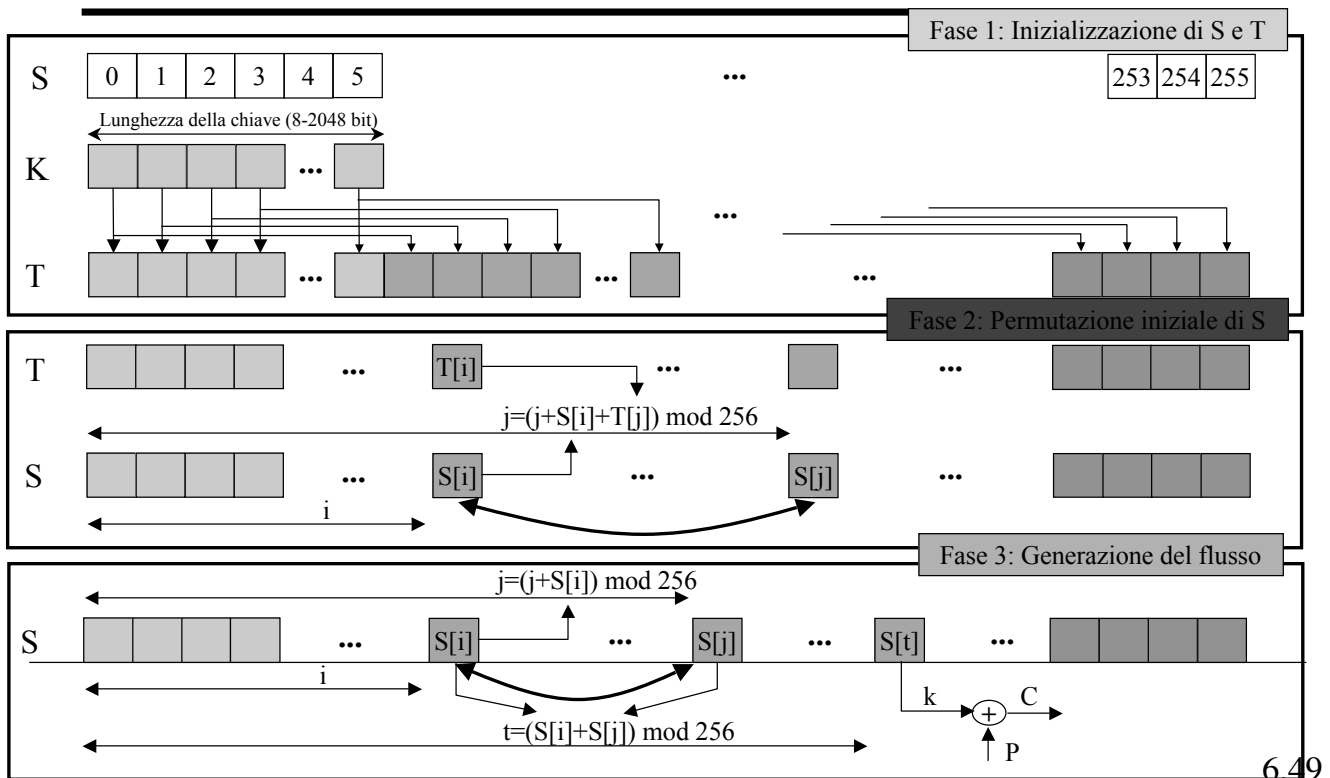 Fase 1: Inizializzazione di S e T
S 0 1 2 3 4 5 ... 253 254 255
Lunghezza della chiave (8-2048 bit)
K ...
...
T ... ... ...
Fase 2: Permutazione iniziale di S
T ... T[i] ... ...
j=(j+S[i]+T[j]) mod 256
S ... S[i] ... S[j] ...
i
Fase 3: Generazione del flusso
j=(j+S[i]) mod 256
S ... S[i] ... S[j] ... S[t] ...
i
k + C
t=(S[i]+S[j]) mod 256
P
6.49